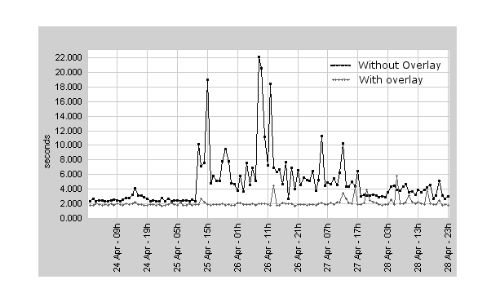 22.000
20.000
18.000
16.000
14.000
12.000
10.000
8.000
6.000
4.000
2.000
0.000
seconds
Without Overlay
With overlay
24 Apr - 09h
24 Apr - 19h
25 Apr - 05h
25 Apr - 15h
26 Apr - 01h
26 Apr - 11h
26 Apr - 21h
27 Apr - 07h
27 Apr - 17h
28 Apr - 03h
28 Apr - 13h
28 Apr - 23h